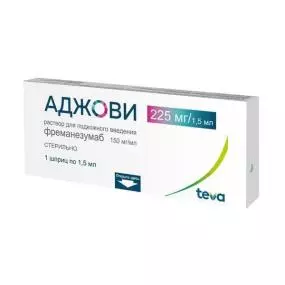 АДЖОВИ
225 мг/1,5 мл
раствор для подкожного введения
фреманезумаб 150 мг/мл
СТЕРИЛЬНО
1 шприц по 1,5 мл
teva